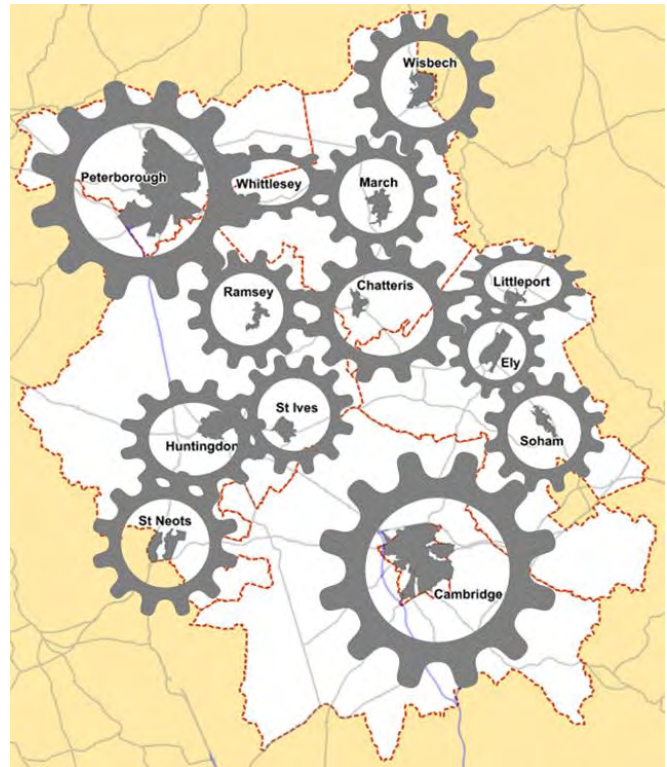 Wisbech
Peterborough
Whittlesey
March
Ramsey
Chatteris
Littleport
Ely
St Ives
Huntingdon
Soham
St Neots
Cambridge